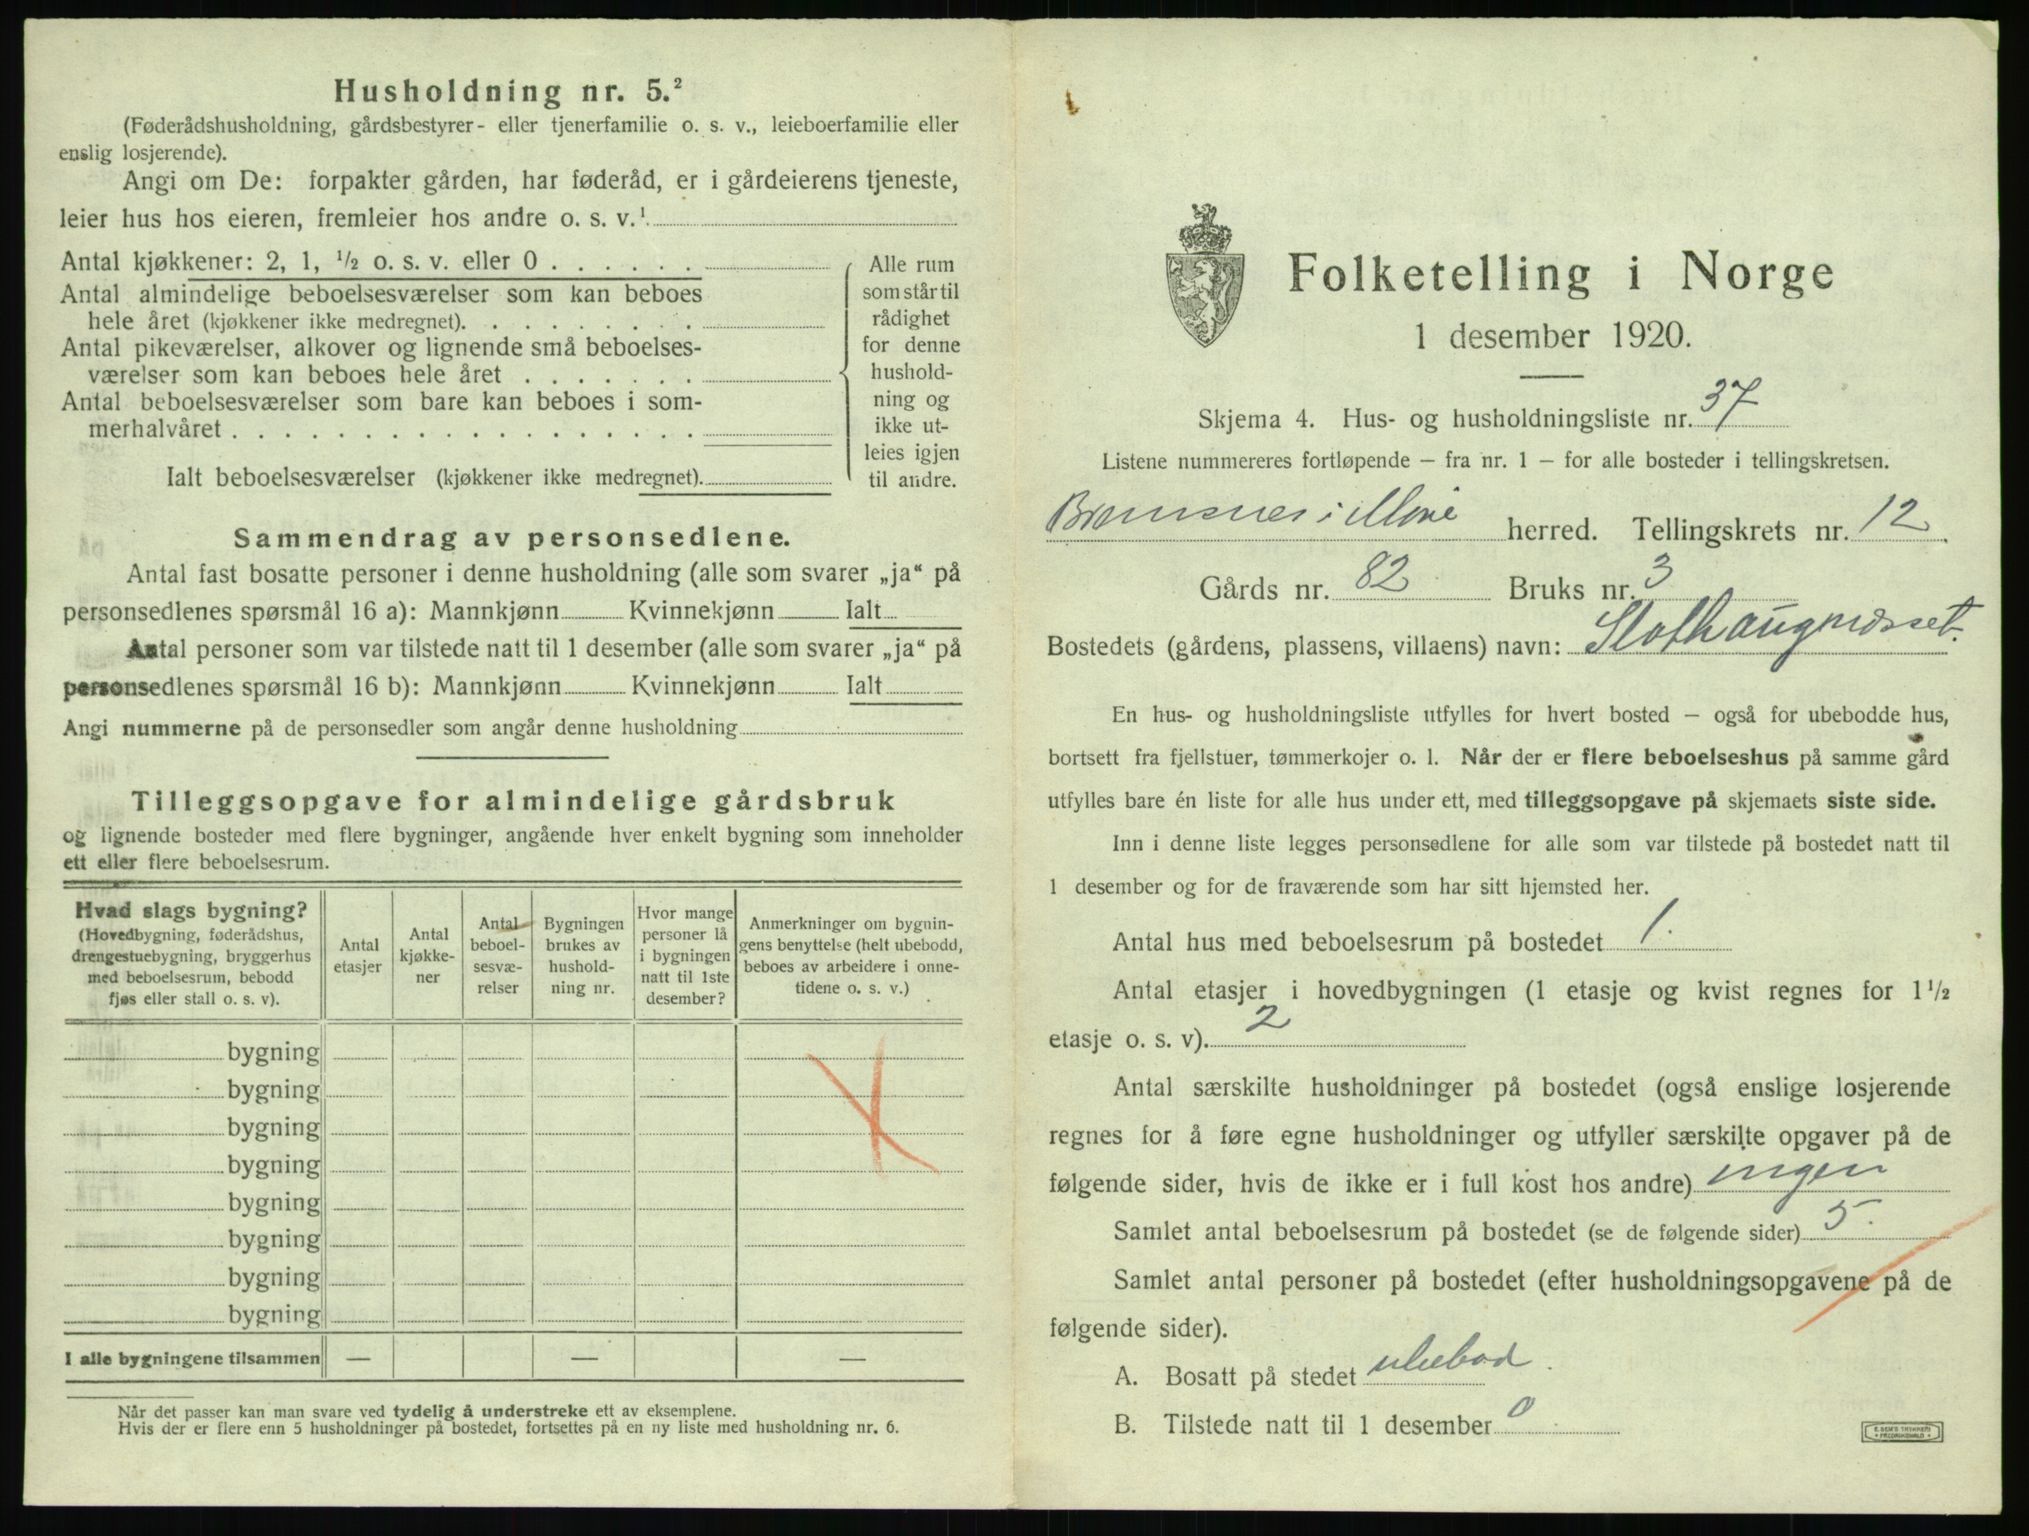 Husholdning nr. 5.²
(Føderådshusholdning, gårdsbestyrer- eller tjenerfamilie o. s. v., leieboerfamilie eller
enslig losjerende).
Angi om De: forpakter gården, har føderåd, er i gårdeierens tjeneste,
leier hus hos eieren, fremleier hos andre o. s. v.¹
Antal kjøkkener: 2, 1, ½ o. s. v. eller 0 . . . . . .
Antal almindelige beboelsesværelser som kan beboes
hele året (kjøkkener ikke medregnet). . . . . . . . .
Antal pikeværelser, alkover og lignende små beboelses-
værelser som kan beboes hele året . . . . . . .
Antal beboelsesværelser som bare kan beboes i som-
merhalvåret . . . . . . . . . . . . . . . . . .
Ialt beboelsesværelser (kjøkkener ikke medregnet).
Alle rum
som står til
rådighet
for denne
hushold-
ning og
ikke ut-
leies igjen
til andre.
Sammendrag av personsedlene.
Antal fast bosatte personer i denne husholdning (alle som svarer „ja“ på
personsedlenes spørsmål 16 a): Mannkjønn Kvinnekjønn Ialt
Antal personer som var tilstede natt til 1 desember (alle som svarer „ja“ på
personsedlenes spørsmål 16 b): Mannkjønn Kvinnekjønn Ialt
Angi nummerne på de personsedler som angår denne husholdning
Tilleggsopgave for almindelige gårdsbruk
og lignende bosteder med flere bygninger, angående hver enkelt bygning som inneholder
ett eller flere beboelsesrum.
Hvad slags bygning?
(Hovedbygning, føderådshus,
drengestuebygning, bryggerhus
med beboelsesrum, bebodd
fjøs eller stall o. s. v).
Antal
etasjer
Antal
kjøkke-
ner
Antal
beboel-
sesvæ-
relser
Bygningen
brukes av
hushold-
ning nr.
Hvor mange
personer lå
i bygningen
natt til 1ste
desember?
Anmerkninger om bygnin-
gens benyttelse (helt ubebodd,
beboes av arbeidere i onne-
tidene o. s. v.)
bygning
bygning
bygning
bygning
bygning
bygning
bygning
bygning
I alle bygningene tilsammen — — —
Når det passer kan man svare ved tydelig å understreke ett av eksemplene.
Hvis der er flere enn 5 husholdninger på bostedet, fortsettes på en ny liste med husholdning nr. 6.
Folketelling i Norge
1 desember 1920.
Skjema 4. Hus- og husholdningsliste nr. 37
Listene nummereres fortløpende — fra nr. 1 — for alle bosteder i tellingskretsen.
Bremsnes i Møre herred. Tellingskrets nr. 12
Gårds nr. 82 Bruks nr. 3
Bostedets (gårdens, plassens, villaens) navn: Slothaugnæsset.
En hus- og husholdningsliste utfylles for hvert bosted — også for ubebodde hus,
bortsett fra fjellstuer, tømmerkojer o. l. Når der er flere beboelseshus på samme gård
utfylles bare én liste for alle hus under ett, med tilleggsopgave på skjemaets siste side.
Inn i denne liste legges personsedlene for alle som var tilstede på bostedet natt til
1 desember og for de fraværende som har sitt hjemsted her.
Antal hus med beboelsesrum på bostedet 1.
Antal etasjer i hovedbygningen (1 etasje og kvist regnes for 1½
etasje o. s. v). 2
Antal særskilte husholdninger på bostedet (også enslige losjerende
regnes for å føre egne husholdninger og utfyller særskilte opgaver på de
følgende sider, hvis de ikke er i full kost hos andre) ingen
Samlet antal beboelsesrum på bostedet (se de følgende sider) 5.
Samlet antal personer på bostedet (efter husholdningsopgavene på de
følgende sider).
A. Bosatt på stedet ubebod.
B. Tilstede natt til 1 desember 0
E. SEM'S TRYKKERI
FREDRIKSHALD